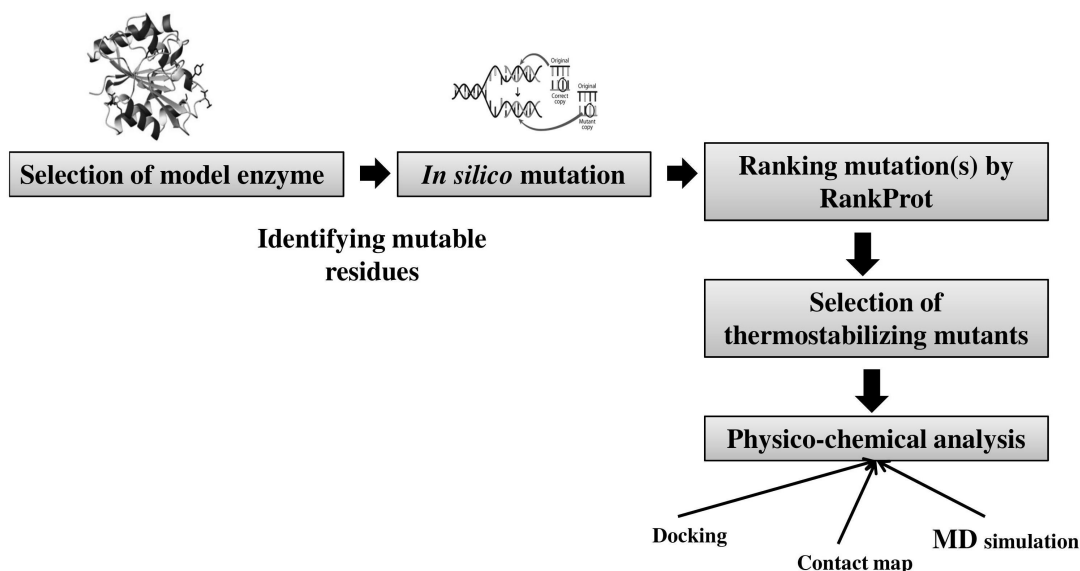 Original
Correct
copy
Original
Mutant
copy
Selection of model enzyme
In silico mutation
Ranking mutation(s) by
RankProt
Identifying mutable
residues
Selection of
thermostabilizing mutants
Physico-chemical analysis
Docking
Contact map
MD simulation